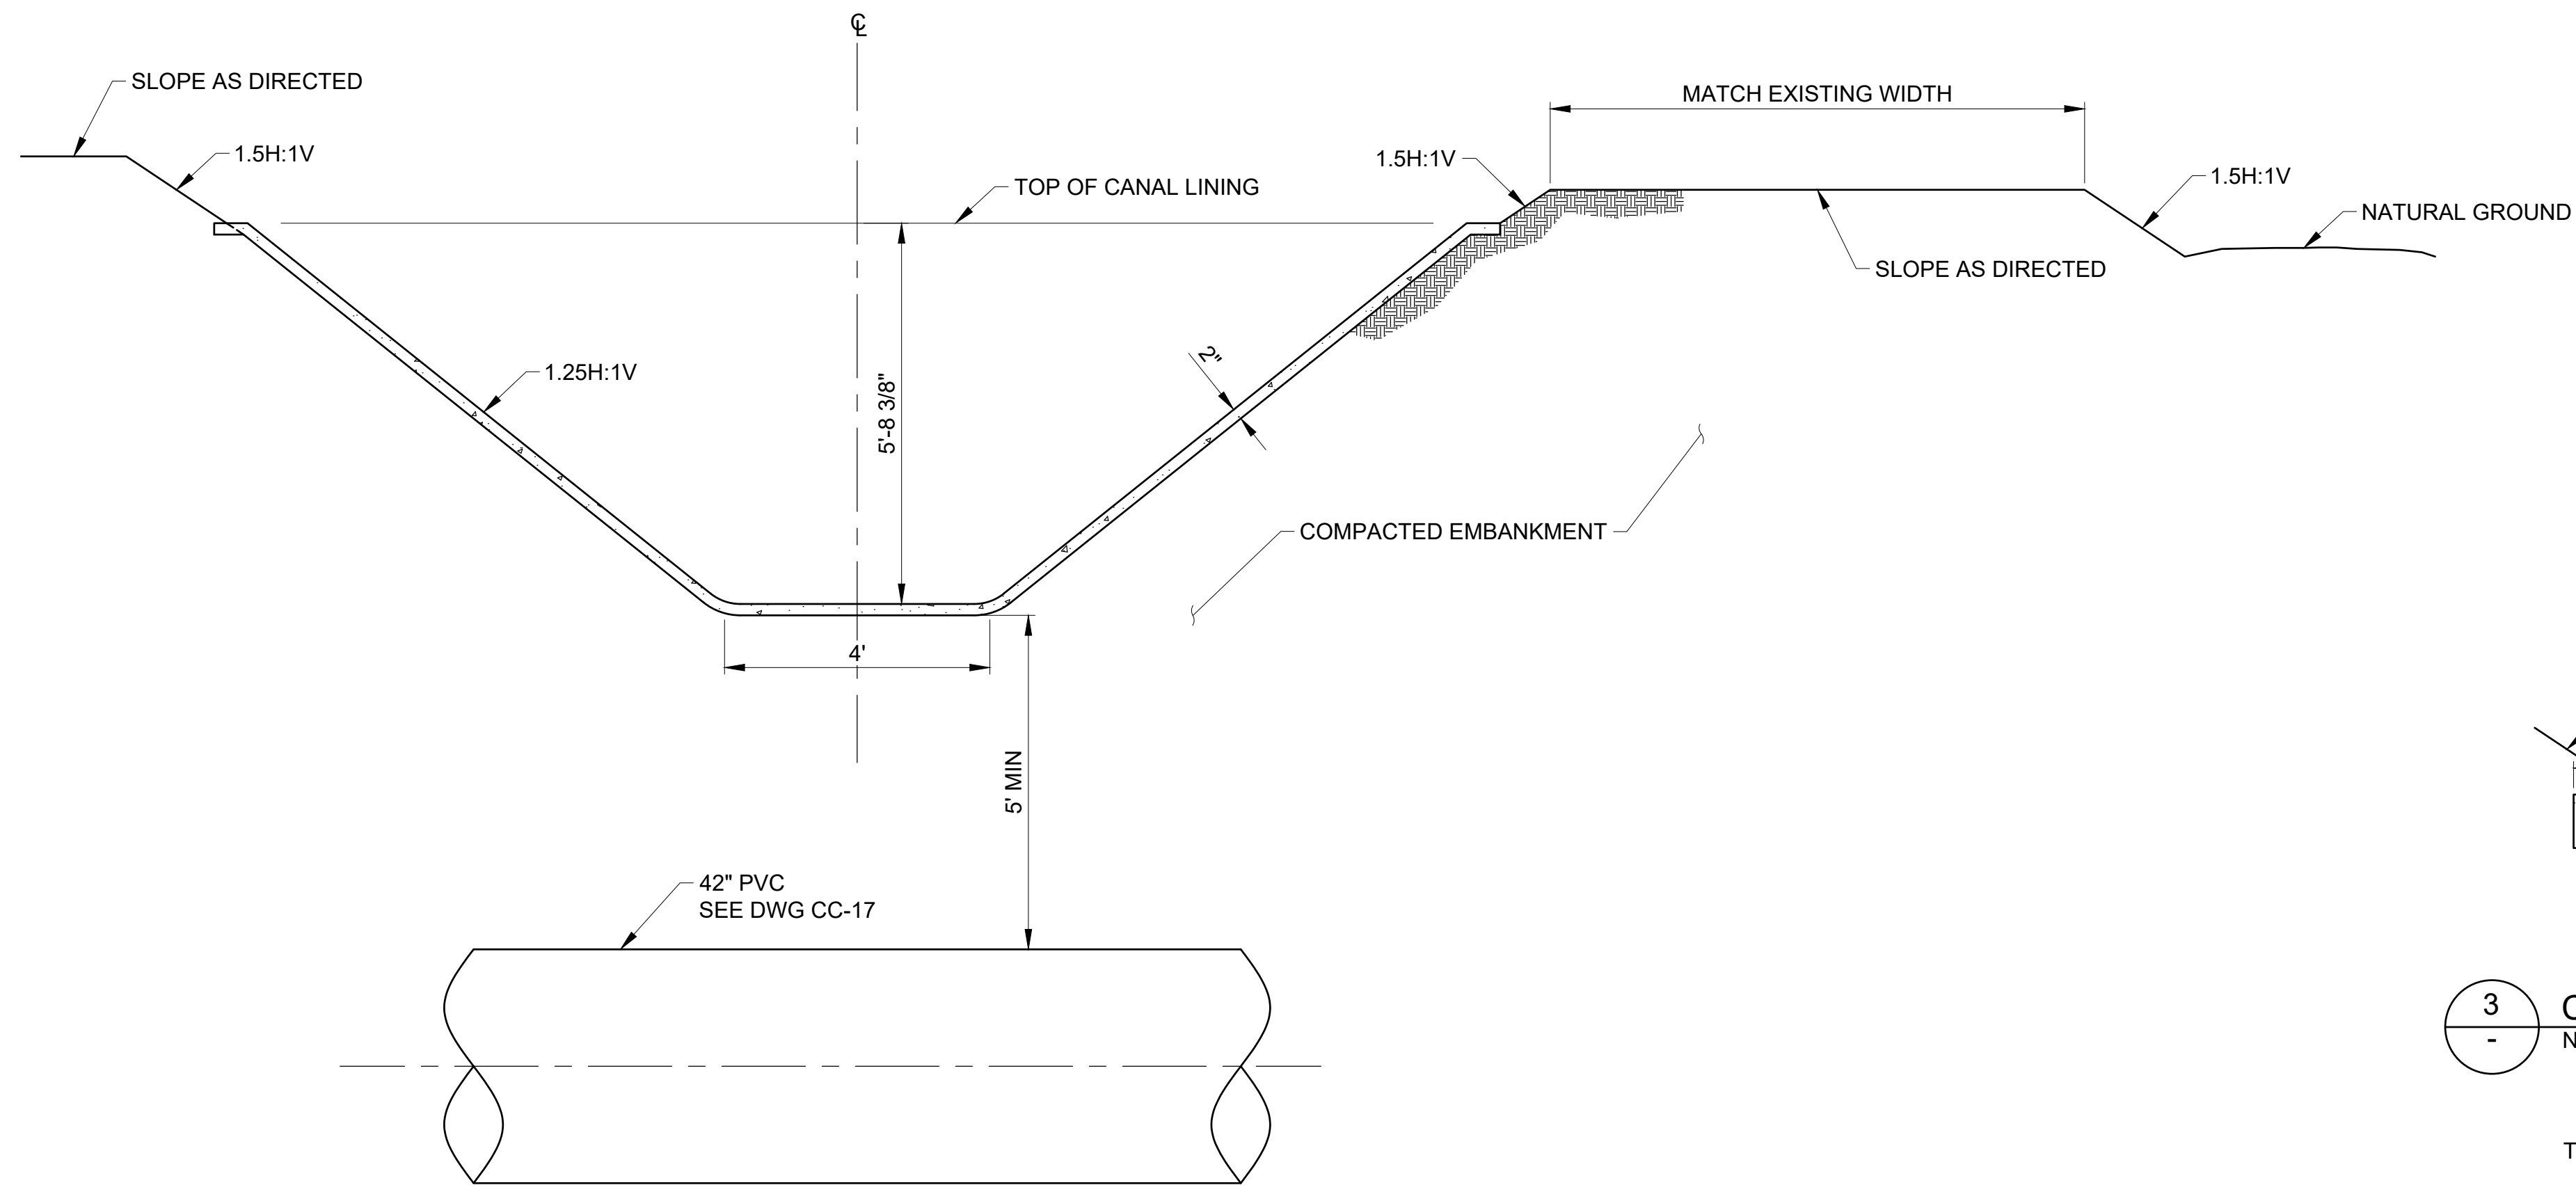 ℄
SLOPE AS DIRECTED
1.5H:1V
TOP OF CANAL LINING
MATCH EXISTING WIDTH
1.5H:1V
1.5H:1V
NATURAL GROUND
SLOPE AS DIRECTED
1.25H:1V
5'-8 3/8"
2"
COMPACTED EMBANKMENT
4'
5' MIN
42" PVC
SEE DWG CC-17
3
-